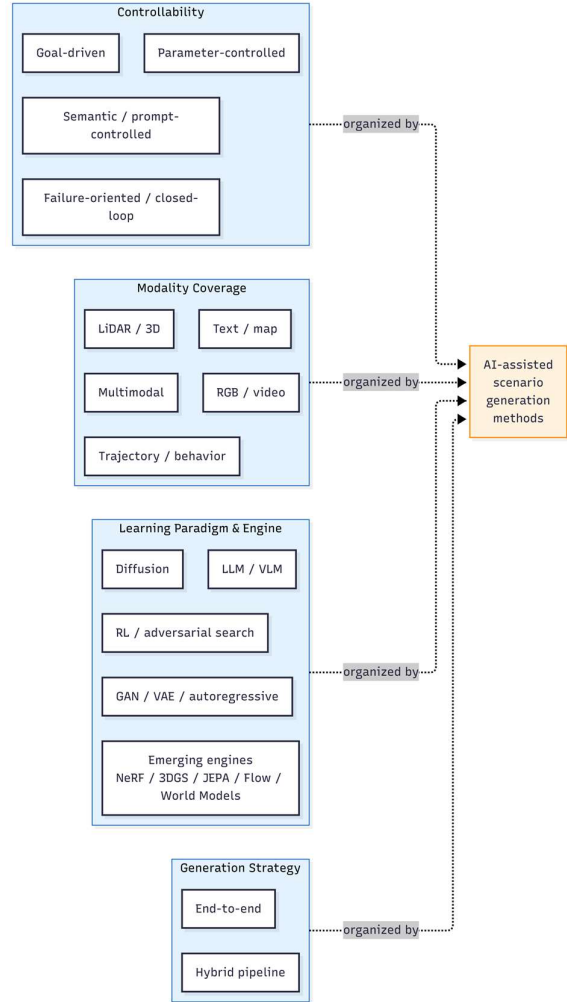 Controllability
Goal-driven
Parameter-controlled
Semantic / prompt-
controlled
Failure-oriented / closed-
loop
organized by
Modality Coverage
LiDAR / 3D
Text / map
Multimodal
RGB / video
Trajectory / behavior
organized by
AI-assisted
scenario
generation
methods
Learning Paradigm & Engine
Diffusion
LLM / VLM
RL / adversarial search
GAN / VAE / autoregressive
Emerging engines
NeRF / 3DGS / JEPA / Flow /
World Models
organized by
Generation Strategy
End-to-end
Hybrid pipeline
organized by